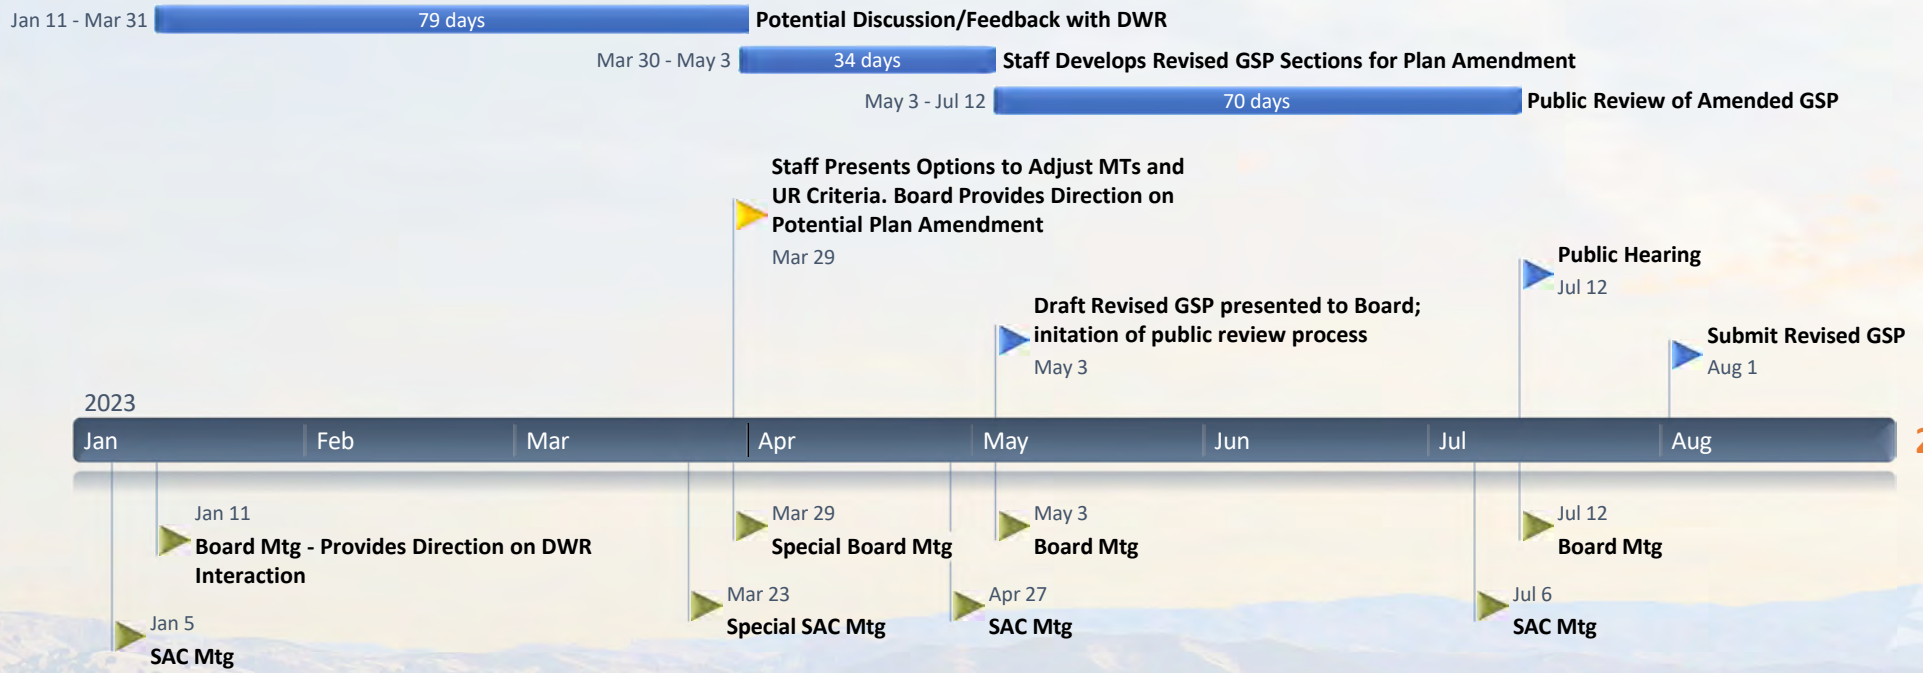 Jan 11 - Mar 31
79 days
Potential Discussion/Feedback with DWR
Mar 30 - May 3
34 days
Staff Develops Revised GSP Sections for Plan Amendment
May 3 - Jul 12
70 days
Public Review of Amended GSP
Staff Presents Options to Adjust MTs and
UR Criteria. Board Provides Direction on
Potential Plan Amendment
Mar 29
Public Hearing
Jul 12
Draft Revised GSP presented to Board;
initation of public review process
May 3
Submit Revised GSP
Aug 1
2023
Jan
Feb
Mar
Apr
May
Jun
Jul
Aug
Jan 11
Board Mtg - Provides Direction on DWR
Interaction
Mar 29
Special Board Mtg
May 3
Board Mtg
Jul 12
Board Mtg
Jan 5
SAC Mtg
Mar 23
Special SAC Mtg
Apr 27
SAC Mtg
Jul 6
SAC Mtg